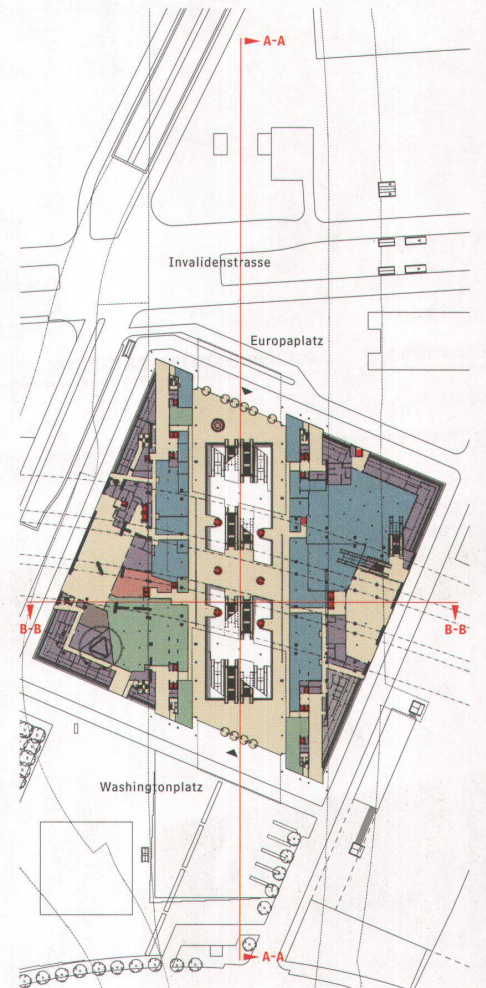 A-A
Invalidenstrasse
Europaplatz
B-B
B-B
Washingtonplatz
A-A